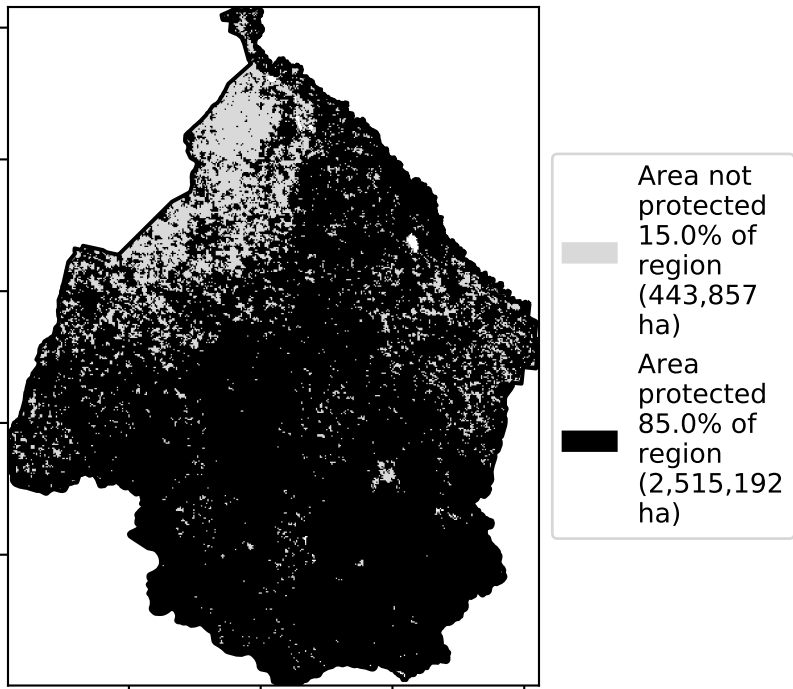 Area not
protected
15.0% of
region
(443,857
ha)
Area
protected
85.0% of
region
(2,515,192
ha)